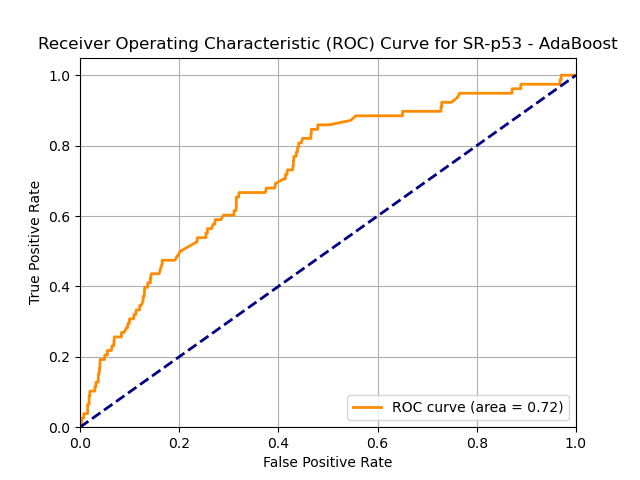 Receiver Operating Characteristic (ROC) Curve for SR-p53 - AdaBoost
1.0
0.8
0.6
0.4
0.2
0.0
True Positive Rate
ROC curve (area = 0.72)
0.0 0.2 0.4 0.6 0.8 1.0
False Positive Rate